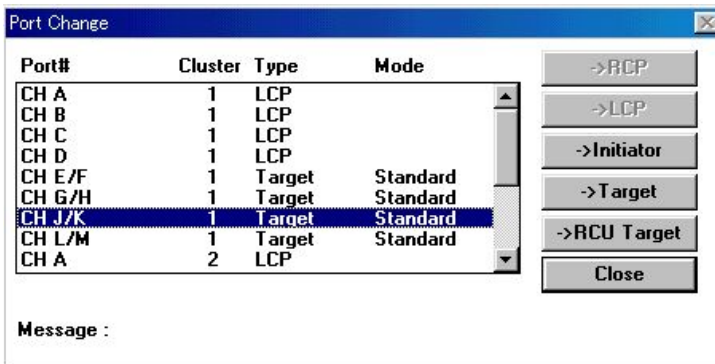 Port Change
Port# Cluster Type Mode
CH A 1 LCP
CH B 1 LCP
CH C 1 LCP
CH D 1 LCP
CH E/F 1 Target Standard
CH G/H 1 Target Standard
CH J/K 1 Target Standard
CH L/M 1 Target Standard
CH A 2 LCP
->RCP
->LCP
->Initiator
->Target
->RCU Target
Close
Message :